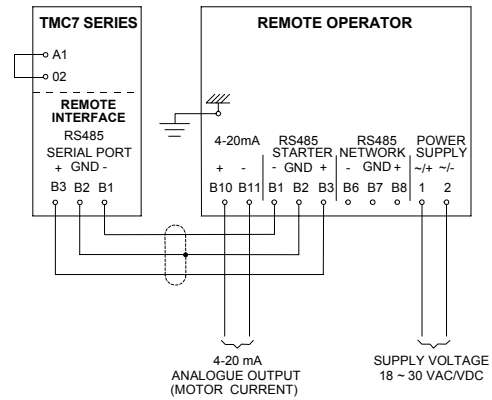 TMC7 SERIES
A1
02
REMOTE
INTERFACE
RS485
SERIAL PORT
+ GND -
B3 B2 B1
REMOTE OPERATOR
4-20mA RS485 RS485 POWER
STARTER NETWORK SUPPLY
+ - - GND + - GND + ~/+ ~/-
B10 B11 B1 B2 B3 B6 B7 B8 1 2
4-20 mA
ANALOGUE OUTPUT
(MOTOR CURRENT)
SUPPLY VOLTAGE
18 ~ 30 VAC/VDC